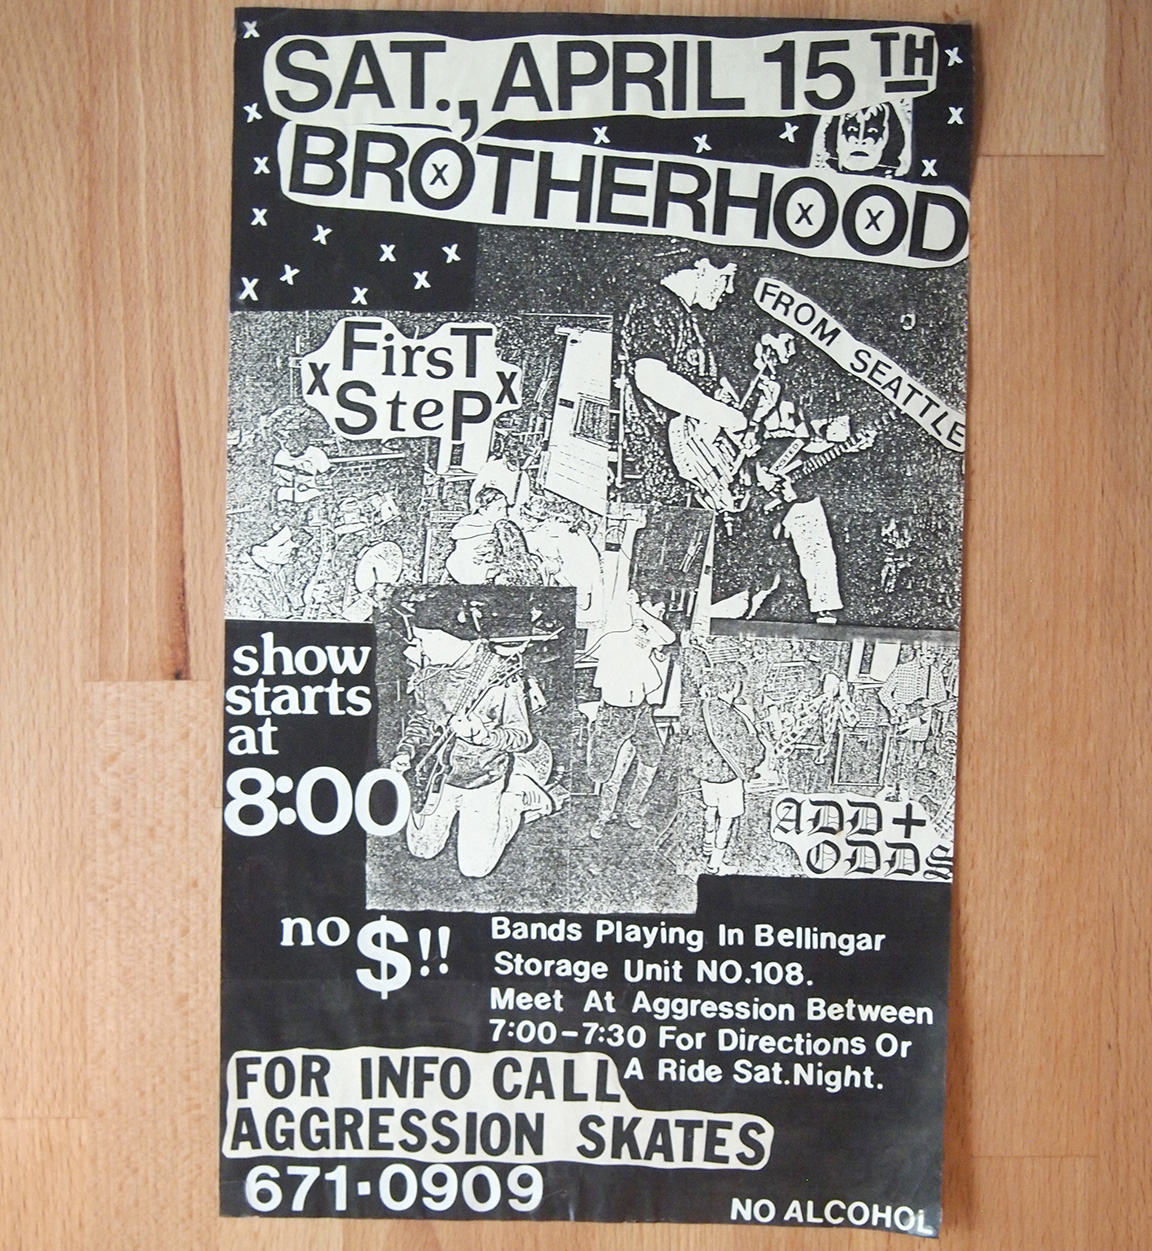 SAT., APRIL 15TH
BROTHERHOOD
FROM SEATTLE
x FirsT x
SteP
show
starts
at
8:00
ADD+
ODDS
no $!!
Bands Playing In Bellingar
Storage Unit NO.108.
Meet At Aggression Between
7:00-7:30 For Directions Or
A Ride Sat.Night.
FOR INFO CALL
AGGRESSION SKATES
671-0909
NO ALCOHOL